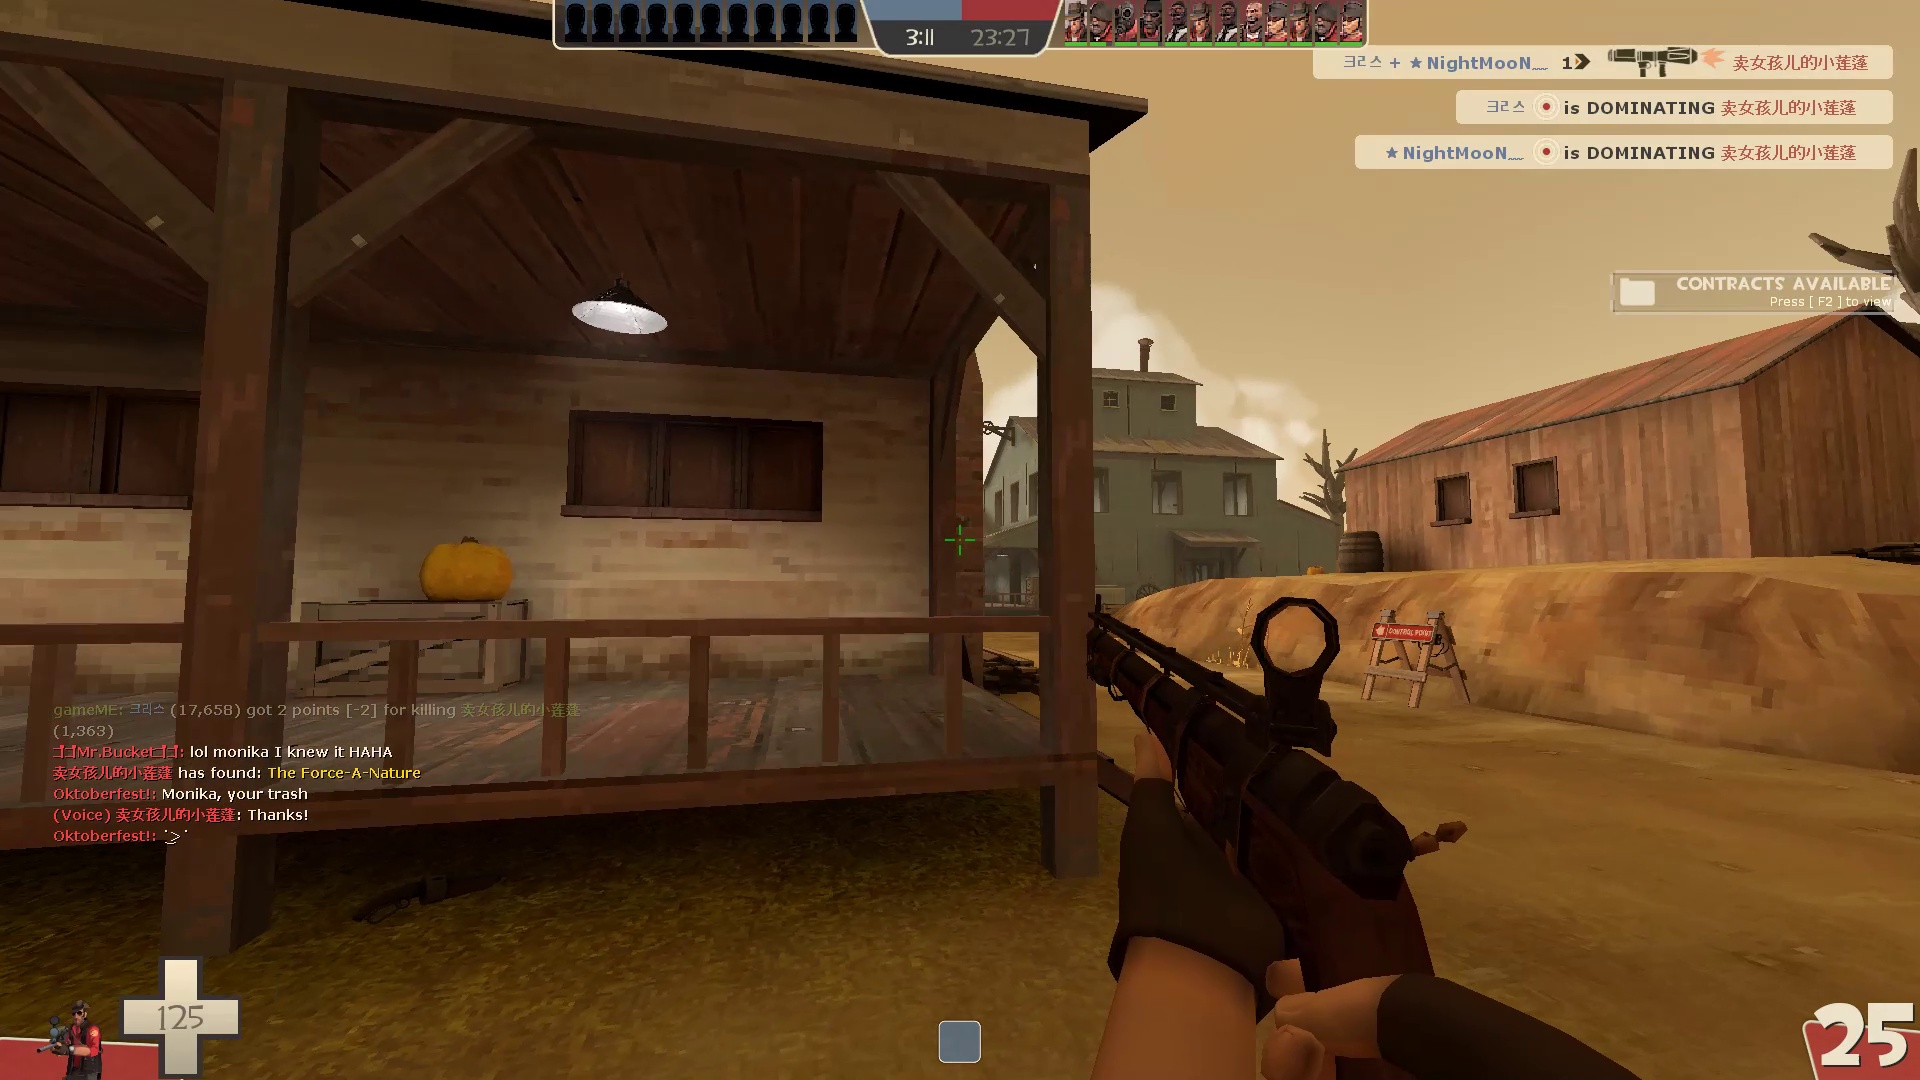 3:11 23:27
크리스 + ★ NightMooN﹏ 1 卖女孩儿的小莲蓬
크리스 is DOMINATING 卖女孩儿的小莲蓬
★ NightMooN﹏ is DOMINATING 卖女孩儿的小莲蓬
CONTRACTS AVAILABLE
Press [ F2 ] to view
CONTROL POINT
gameME: 크리스 (17,658) got 2 points [-2] for killing 卖女孩儿的小莲蓬
(1,363)
Mr.Bucket: lol monika I knew it HAHA
卖女孩儿的小莲蓬 has found: The Force-A-Nature
Oktoberfest!: Monika, your trash
(Voice) 卖女孩儿的小莲蓬: Thanks!
Oktoberfest!: ˙͜>˙
125
25